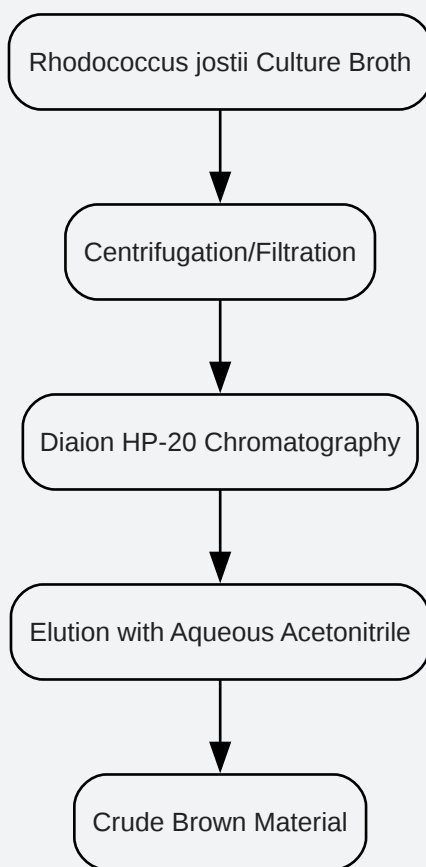 Rhodococcus jostii Culture Broth
Centrifugation/Filtration
Diaion HP-20 Chromatography
Elution with Aqueous Acetonitrile
Crude Brown Material